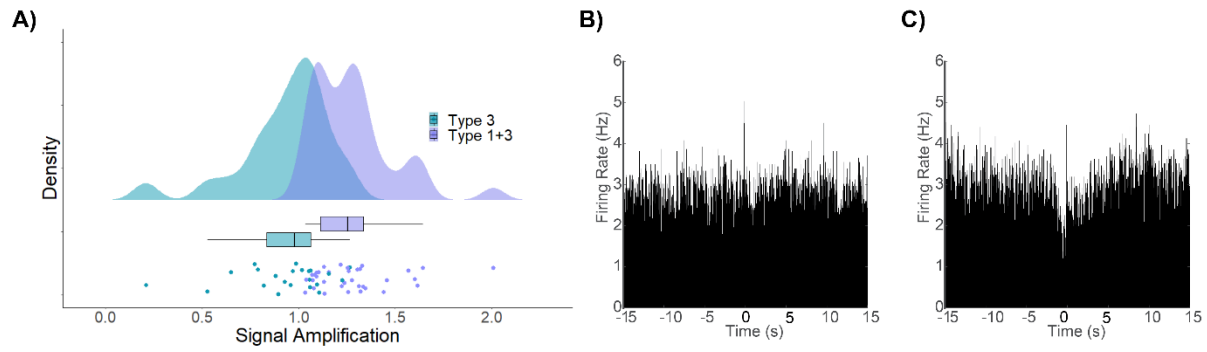 A)
Density
Type 3
Type 1+3
0.0 0.5 1.0 1.5 2.0
Signal Amplification
B)
Firing Rate (Hz)
6
5
4
3
2
1
0
-15 -10 -5 0 5 10 15
Time (s)
C)
Firing Rate (Hz)
6
5
4
3
2
1
0
-15 -10 -5 0 5 10 15
Time (s)